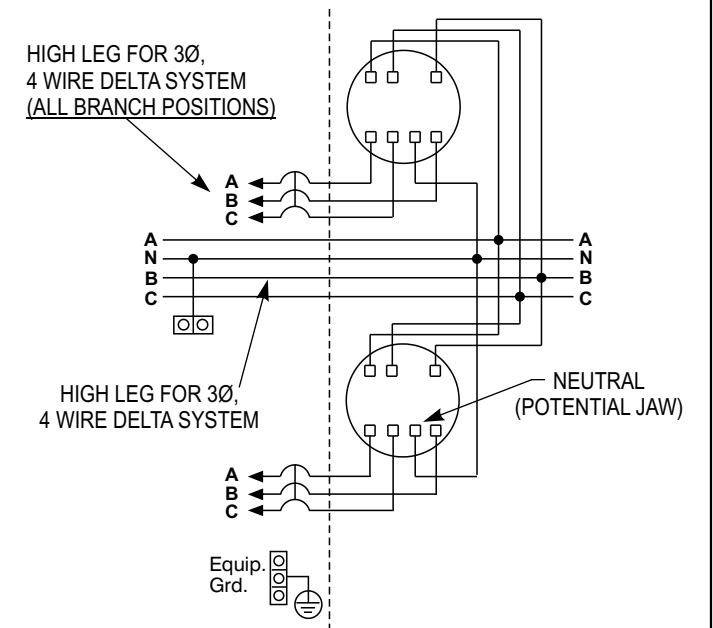 HIGH LEG FOR 3Ø,
4 WIRE DELTA SYSTEM
(ALL BRANCH POSITIONS)
A
B
C
A
N
B
C
A
N
B
C
HIGH LEG FOR 3Ø,
4 WIRE DELTA SYSTEM
NEUTRAL
(POTENTIAL JAW)
A
B
C
Equip.
Grd.